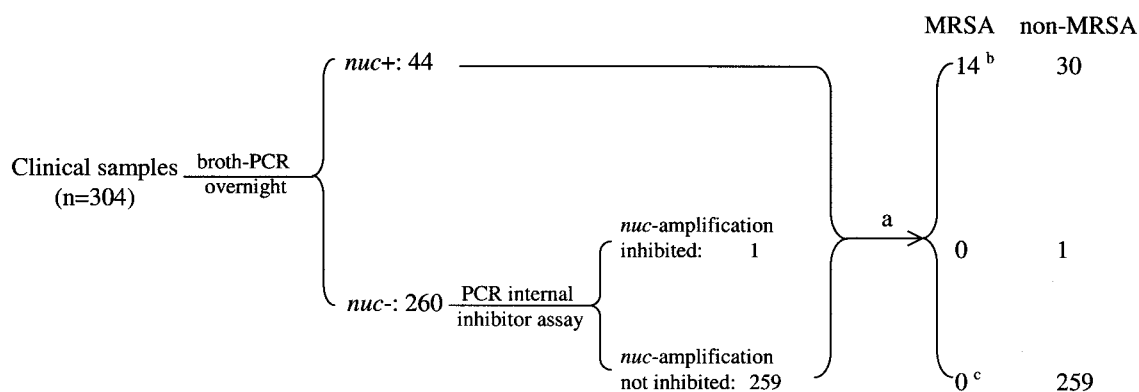 MRSA non-MRSA
nuc+: 44
14 b 30
Clinical samples
(n=304)
broth-PCR
overnight
a
nuc-amplification
inhibited: 1
0 1
nuc-: 260
PCR internal
inhibitor assay
nuc-amplification
not inhibited: 259
0 c 259